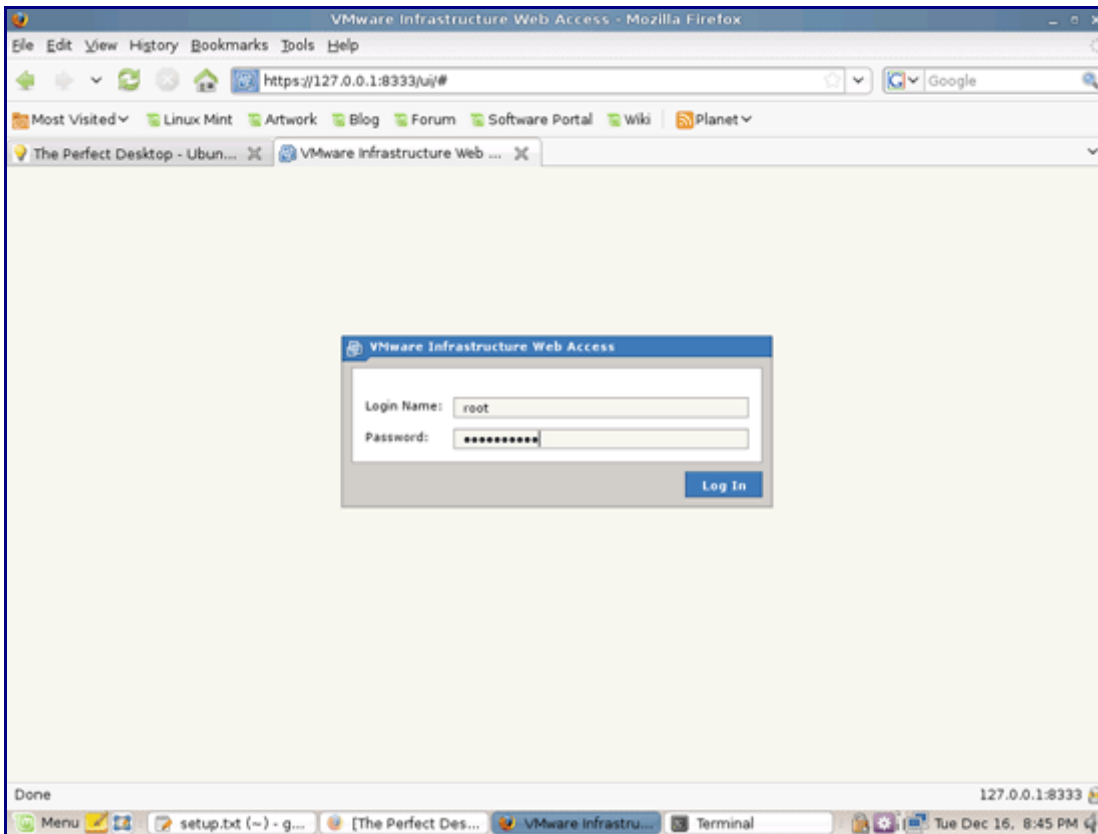 VMware Infrastructure Web Access - Mozilla Firefox
File Edit View History Bookmarks Tools Help
https://127.0.0.1:8333/ui/#
Google
Most Visited Linux Mint Artwork Blog Forum Software Portal Wiki Planet
The Perfect Desktop - Ubun... VMware Infrastructure Web ...
VMware Infrastructure Web Access
Login Name: root
Password: ••••••••••
Log In
Done 127.0.0.1:8333
Menu setup.txt (~) - g... [The Perfect Des... VMware Infrastru... Terminal Tue Dec 16, 8:45 PM